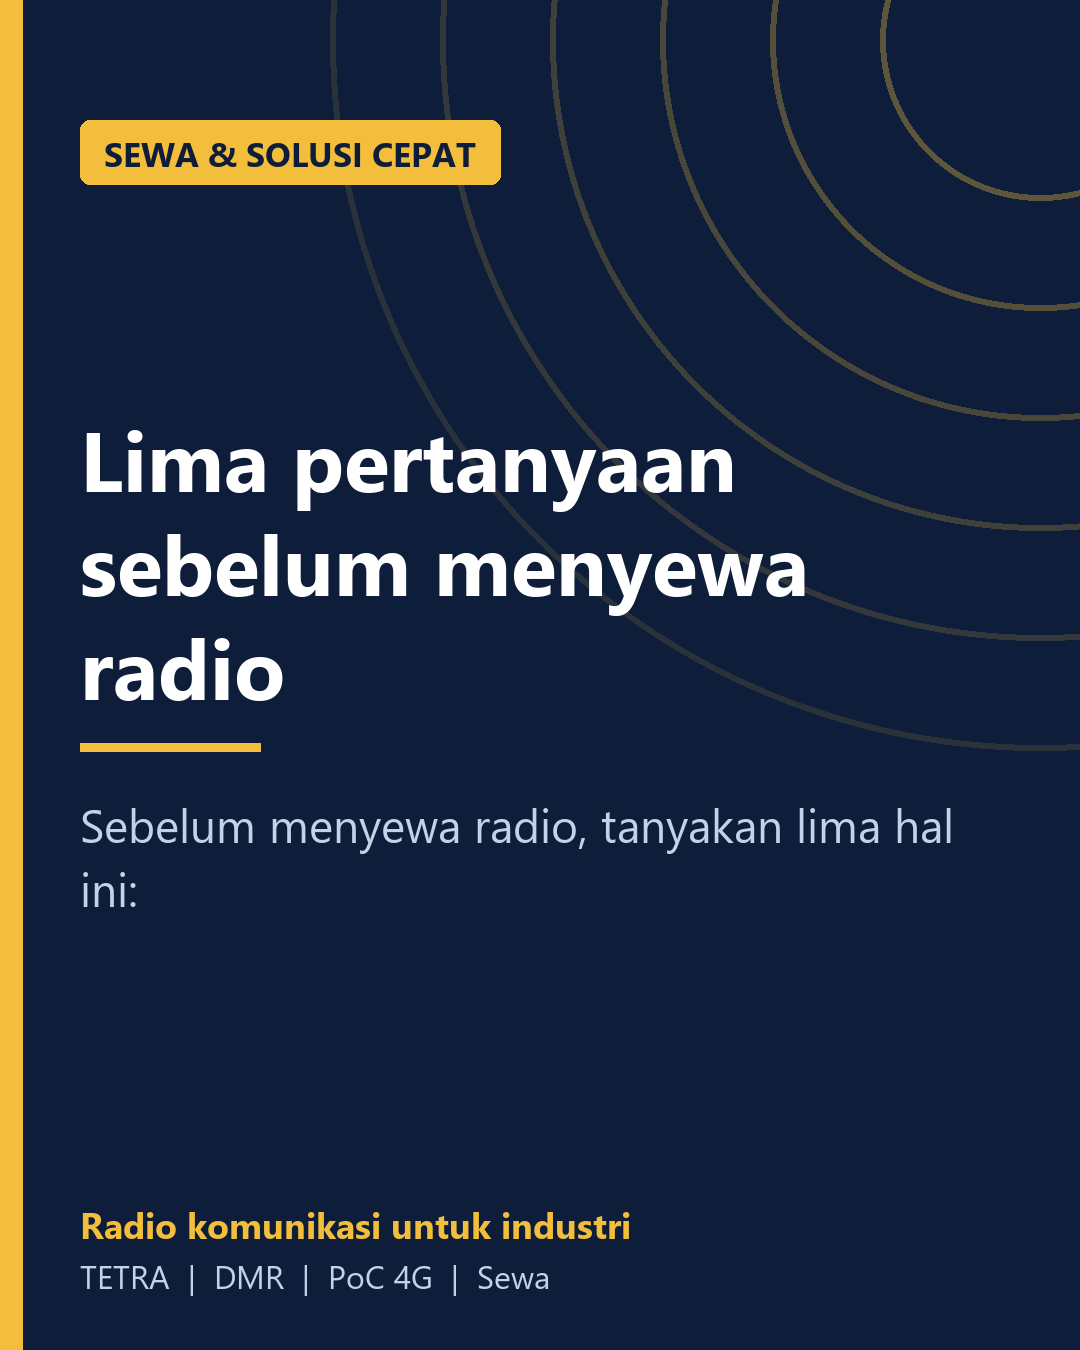 SEWA & SOLUSI CEPAT
Lima pertanyaan
sebelum menyewa
radio
Sebelum menyewa radio, tanyakan lima hal
ini:
Radio komunikasi untuk industri
TETRA | DMR | PoC 4G | Sewa